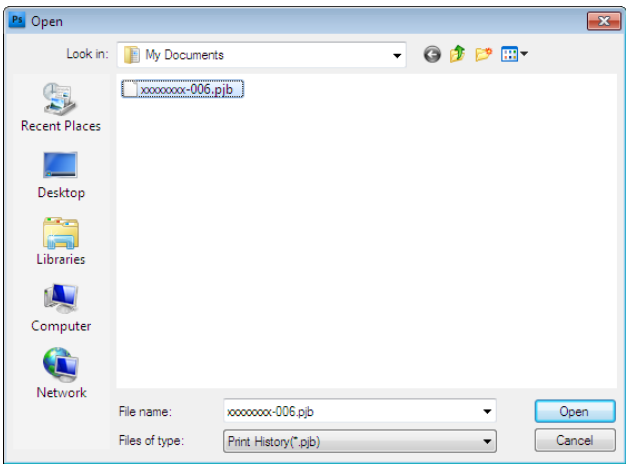 Ps Open
Look in: My Documents
xxxxxxxx-006.pjb
Recent Places
Desktop
Libraries
Computer
Network
File name: xxxxxxxx-006.pjb Open
Files of type: Print History(*.pjb) Cancel